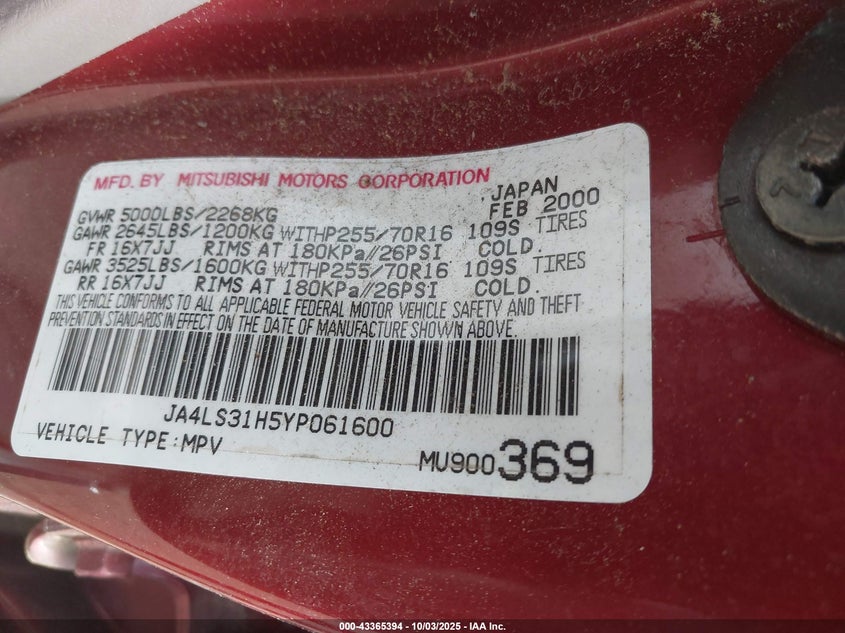 MFD. BY MITSUBISHI MOTORS CORPORATION
JAPAN
GVWR 5000LBS/2268KG FEB 2000
GAWR 2645LBS/1200KG WITHP255/70R16 109S TIRES
FR 16X7JJ RIMS AT 180KPa//26PSI COLD.
GAWR 3525LBS/1600KG WITHP255/70R16 109S TIRES
RR 16X7JJ RIMS AT 180KPa//26PSI COLD.
THIS VEHICLE CONFORMS TO ALL APPLICABLE FEDERAL MOTOR VEHICLE SAFETY AND THEFT
PREVENTION STANDARDS IN EFFECT ON THE DATE OF MANUFACTURE SHOWN ABOVE.
JA4LS31H5YP061600
VEHICLE TYPE:MPV
MU900369
000-43365394 | 10/03/2025 - IAA Inc.